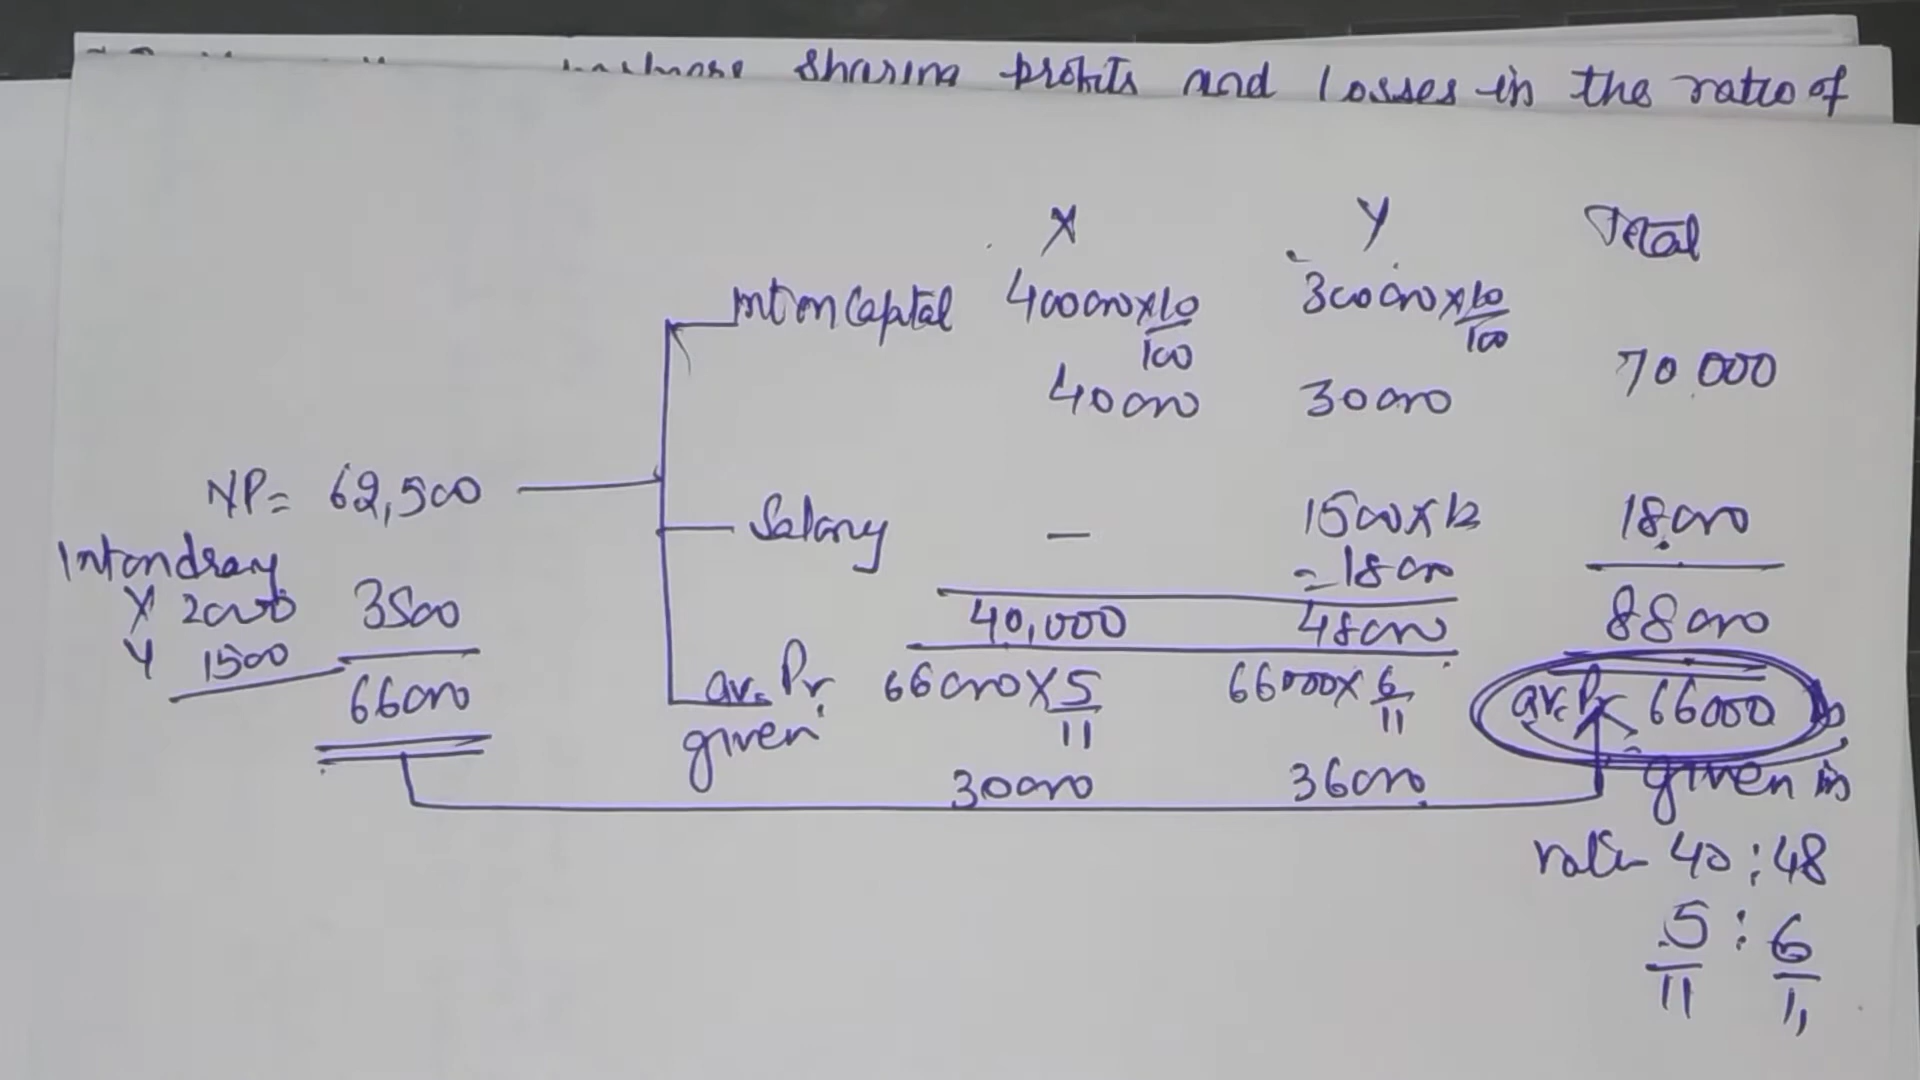 sharing profits and losses in the ratio of
X Y Total
Int on Capital 400000×10/100 300000×10/100
40000 30000 70 000
NP= 62,500
Salary — 1500×12 18000
=18000
Int on draw
X 2000 3500
Y 1500
66000
40,000 48000 88000
av. Pr. given 66000×5/11 66000×6/11 av. Pr 66000 is
given in
30000 36000
ratio 40:48
5/11 : 6/11